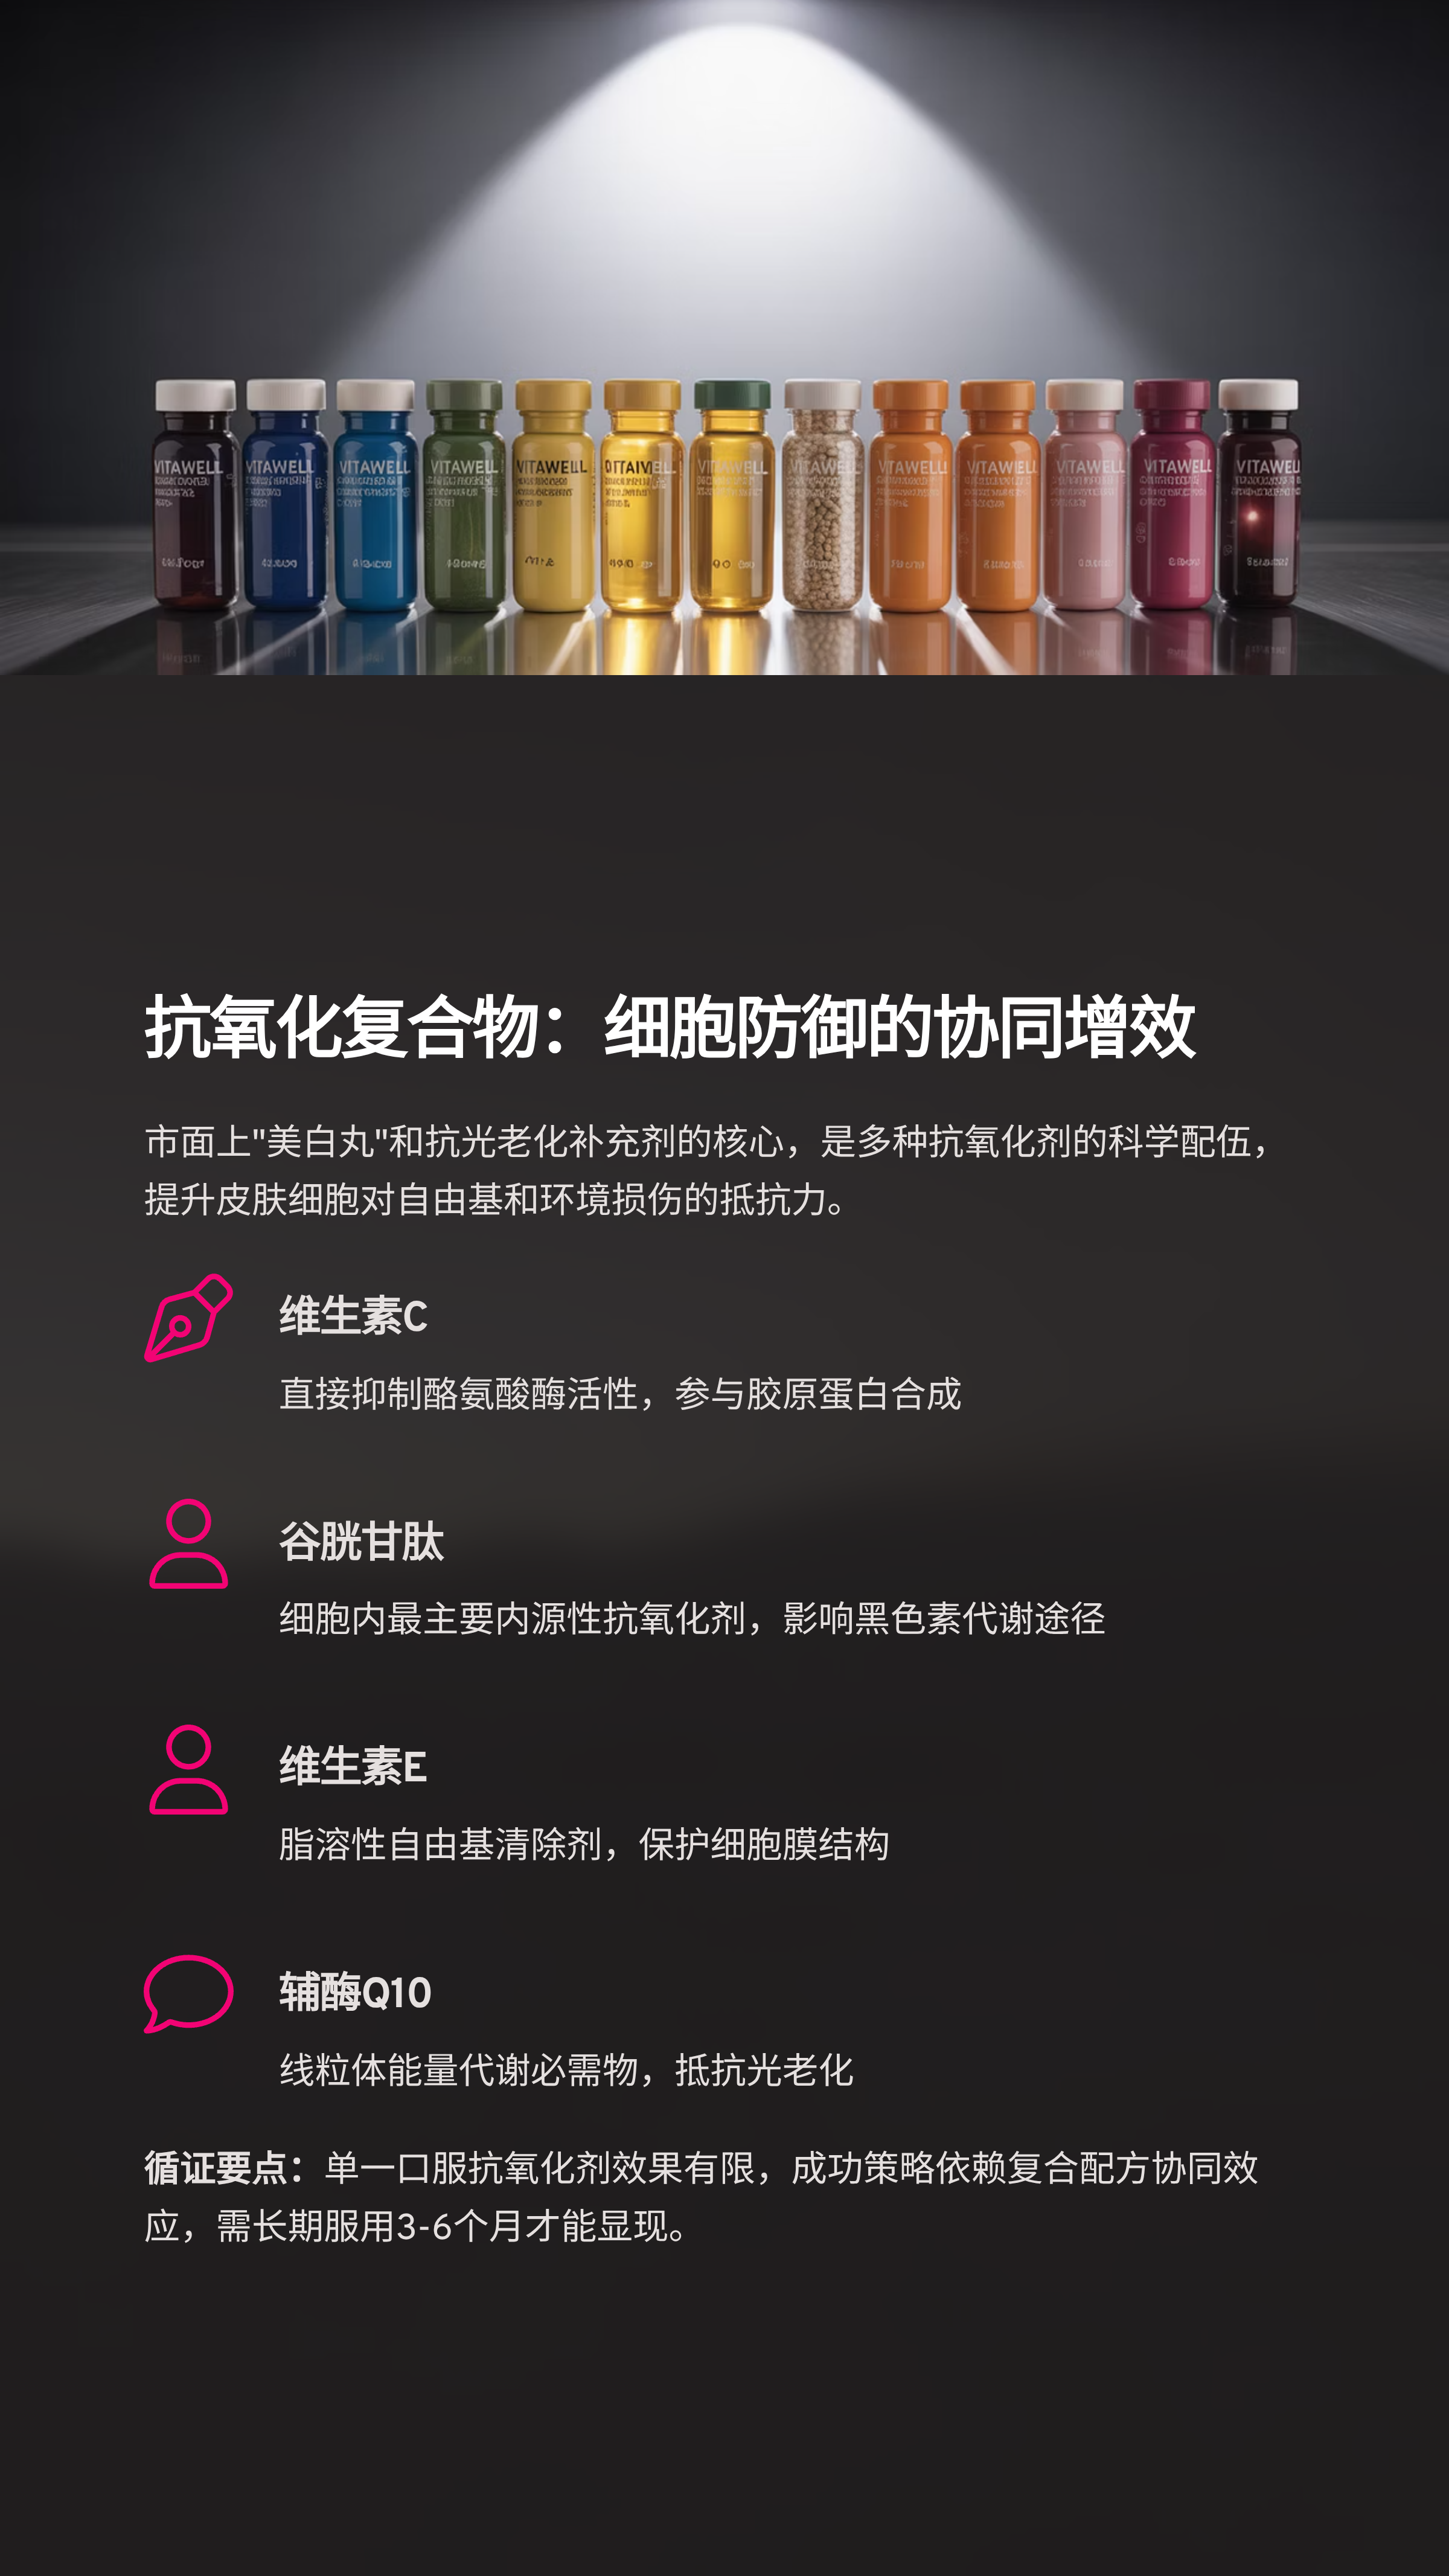 VITAWELL VITAWELL VITAWELL VITAWELL VITAWELL VITAWELL VITAWELL VITAWELL VITAWELL VITAWELL VITAWELL
抗氧化复合物：细胞防御的协同增效
市面上"美白丸"和抗光老化补充剂的核心，是多种抗氧化剂的科学配伍，
提升皮肤细胞对自由基和环境损伤的抵抗力。
维生素C
直接抑制酪氨酸酶活性，参与胶原蛋白合成
谷胱甘肽
细胞内最主要内源性抗氧化剂，影响黑色素代谢途径
维生素E
脂溶性自由基清除剂，保护细胞膜结构
辅酶Q10
线粒体能量代谢必需物，抵抗光老化
循证要点：单一口服抗氧化剂效果有限，成功策略依赖复合配方协同效
应，需长期服用3-6个月才能显现。